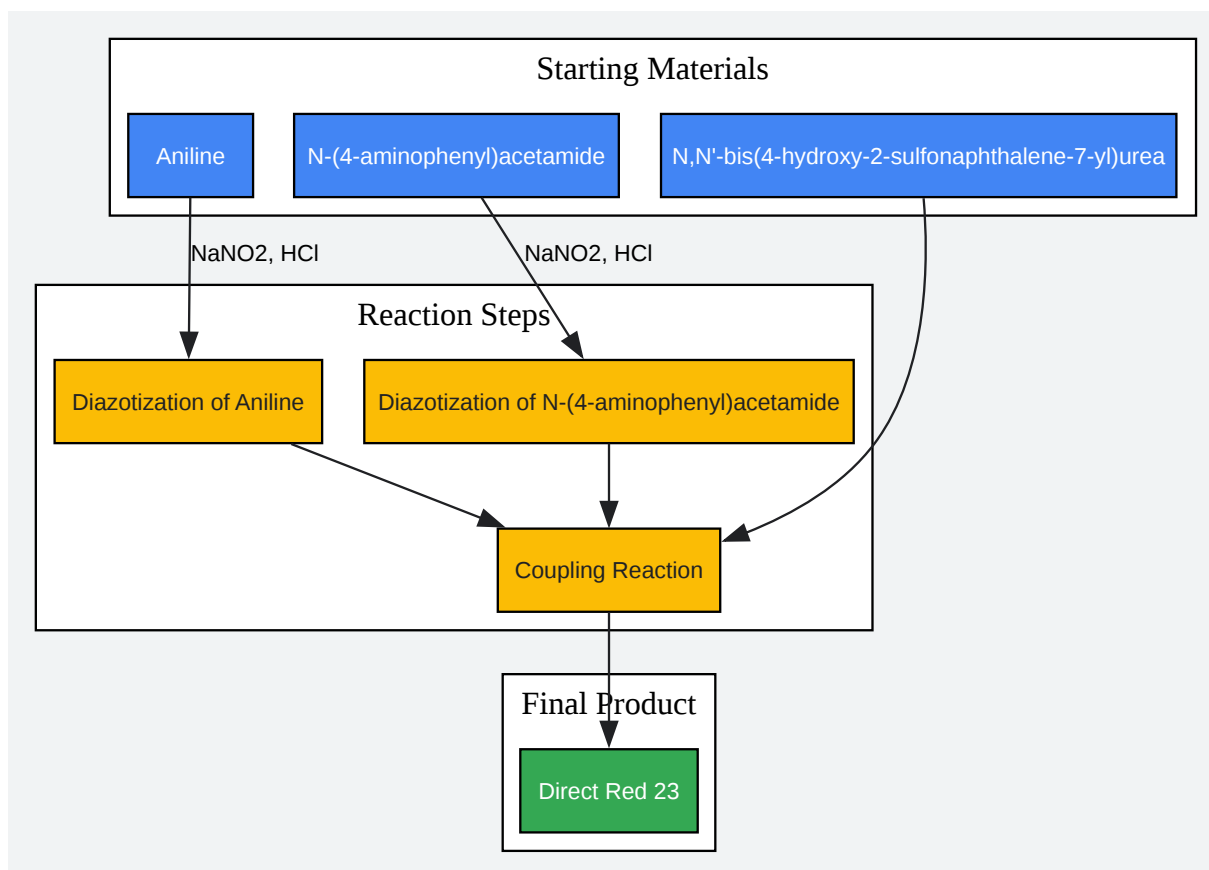 Starting Materials
Aniline
N-(4-aminophenyl)acetamide
N,N'-bis(4-hydroxy-2-sulfonaphthalene-7-yl)urea
NaNO2, HCl
NaNO2, HCl
Reaction Steps
Diazotization of Aniline
Diazotization of N-(4-aminophenyl)acetamide
Coupling Reaction
Final Product
Direct Red 23